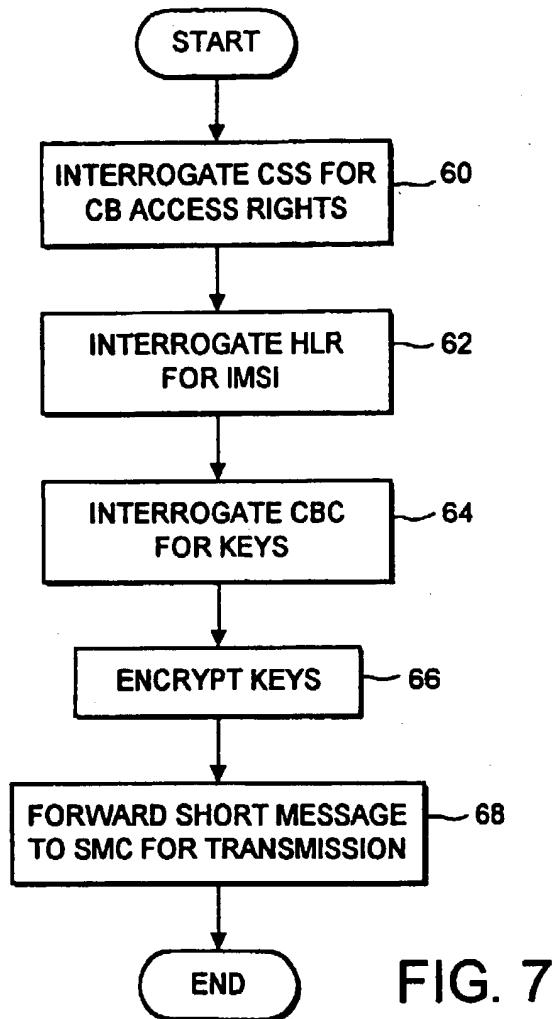 START
INTERROGATE CSS FOR
CB ACCESS RIGHTS
60
INTERROGATE HLR
FOR IMSI
62
INTERROGATE CBC
FOR KEYS
64
ENCRYPT KEYS
66
FORWARD SHORT MESSAGE
TO SMC FOR TRANSMISSION
68
END
FIG. 7